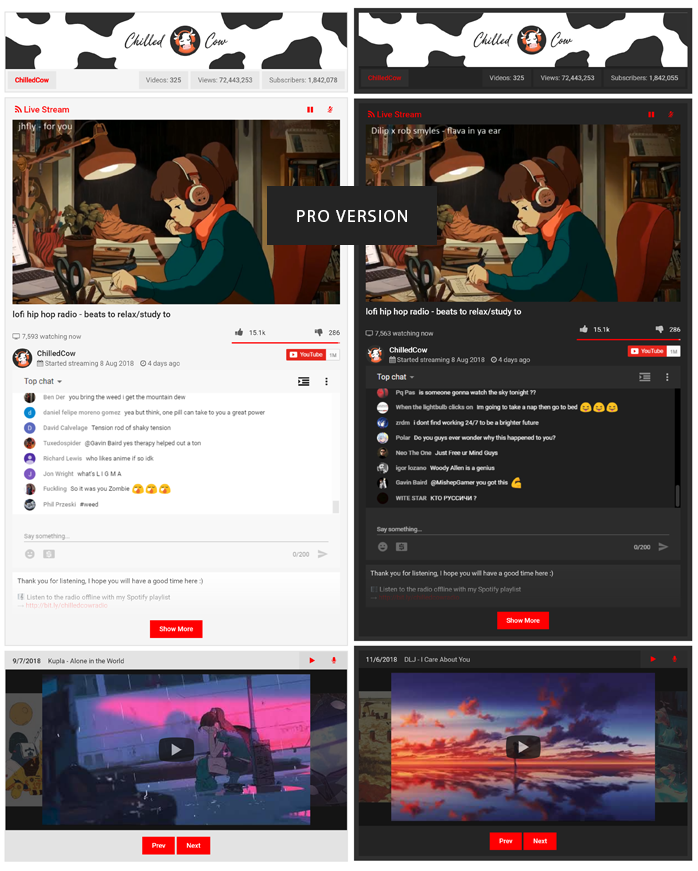 Chilled Cow
ChilledCow
Videos: 325
Views: 72,443,253
Subscribers: 1,842,078
Live Stream
jhfly - for you
lofi hip hop radio - beats to relax/study to
7,593 watching now
15.1k
286
ChilledCow
Started streaming 8 Aug 2018
4 days ago
YouTube
1M
Top chat
Ben Der you bring the weed i get the mountain dew
daniel felipe moreno gomez yea but think, one pill can take to you a great power
David Calvelage Tension rod of shaky tension
Tuxedospider @Gavin Baird yes therapy helped out a ton
Richard Lewis who likes anime if so idk
Jon Wright what's L I G M A
Fuckling. So it was you Zombie 🤔🤔🤔
Phil Przeski #weed
Say something...
0/200
Thank you for listening, I hope you will have a good time here :)
Listen to the radio offline with my Spotify playlist
→ http://bit.ly/chilledcowradio
Show More
9/7/2018 Kupla - Alone in the World
Prev
Next
PRO VERSION
Chilled Cow
ChilledCow
Videos: 325
Views: 72,443,253
Subscribers: 1,842,055
Live Stream
Dilip x rob smyles - flava in ya ear
lofi hip hop radio - beats to relax/study to
7,563 watching now
15.1k
286
ChilledCow
Started streaming 8 Aug 2018
4 days ago
YouTube
1M
Top chat
Pq Pas is someone gonna watch the sky tonight ??
When the lightbulb clicks on im going to take a nap then go to bed 😊😊😊
zrdm i dont find working 24/7 to be a brighter future
Polar Do you guys ever wonder why this happened to you?
Neo The One Just Free ur Mind Guys
igor lozano Woody Allen is a genius
Gavin Baird @MishepGamer you got this 💪
WITE STAR КТО РУССИЧИ ?
Say something...
0/200
Thank you for listening, I hope you will have a good time here :)
Listen to the radio offline with my Spotify playlist
Show More
11/6/2018 DLJ - I Care About You
Prev
Next